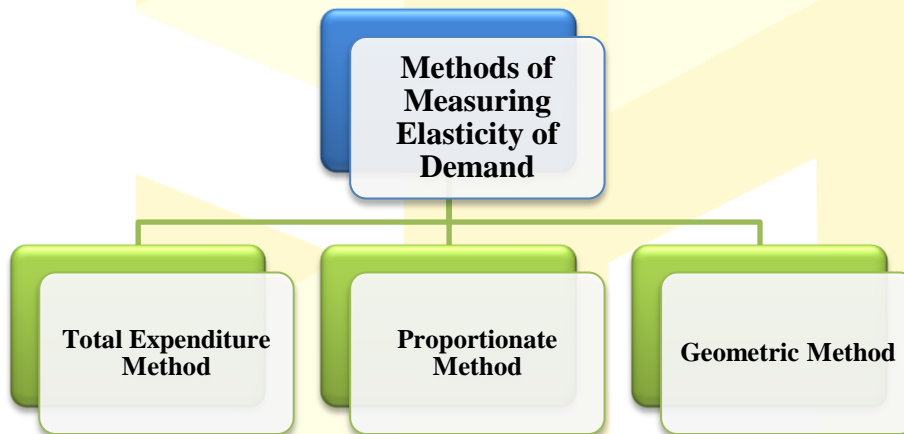 Methods of
Measuring
Elasticity of
Demand
Total Expenditure
Method
Proportionate
Method
Geometric Method